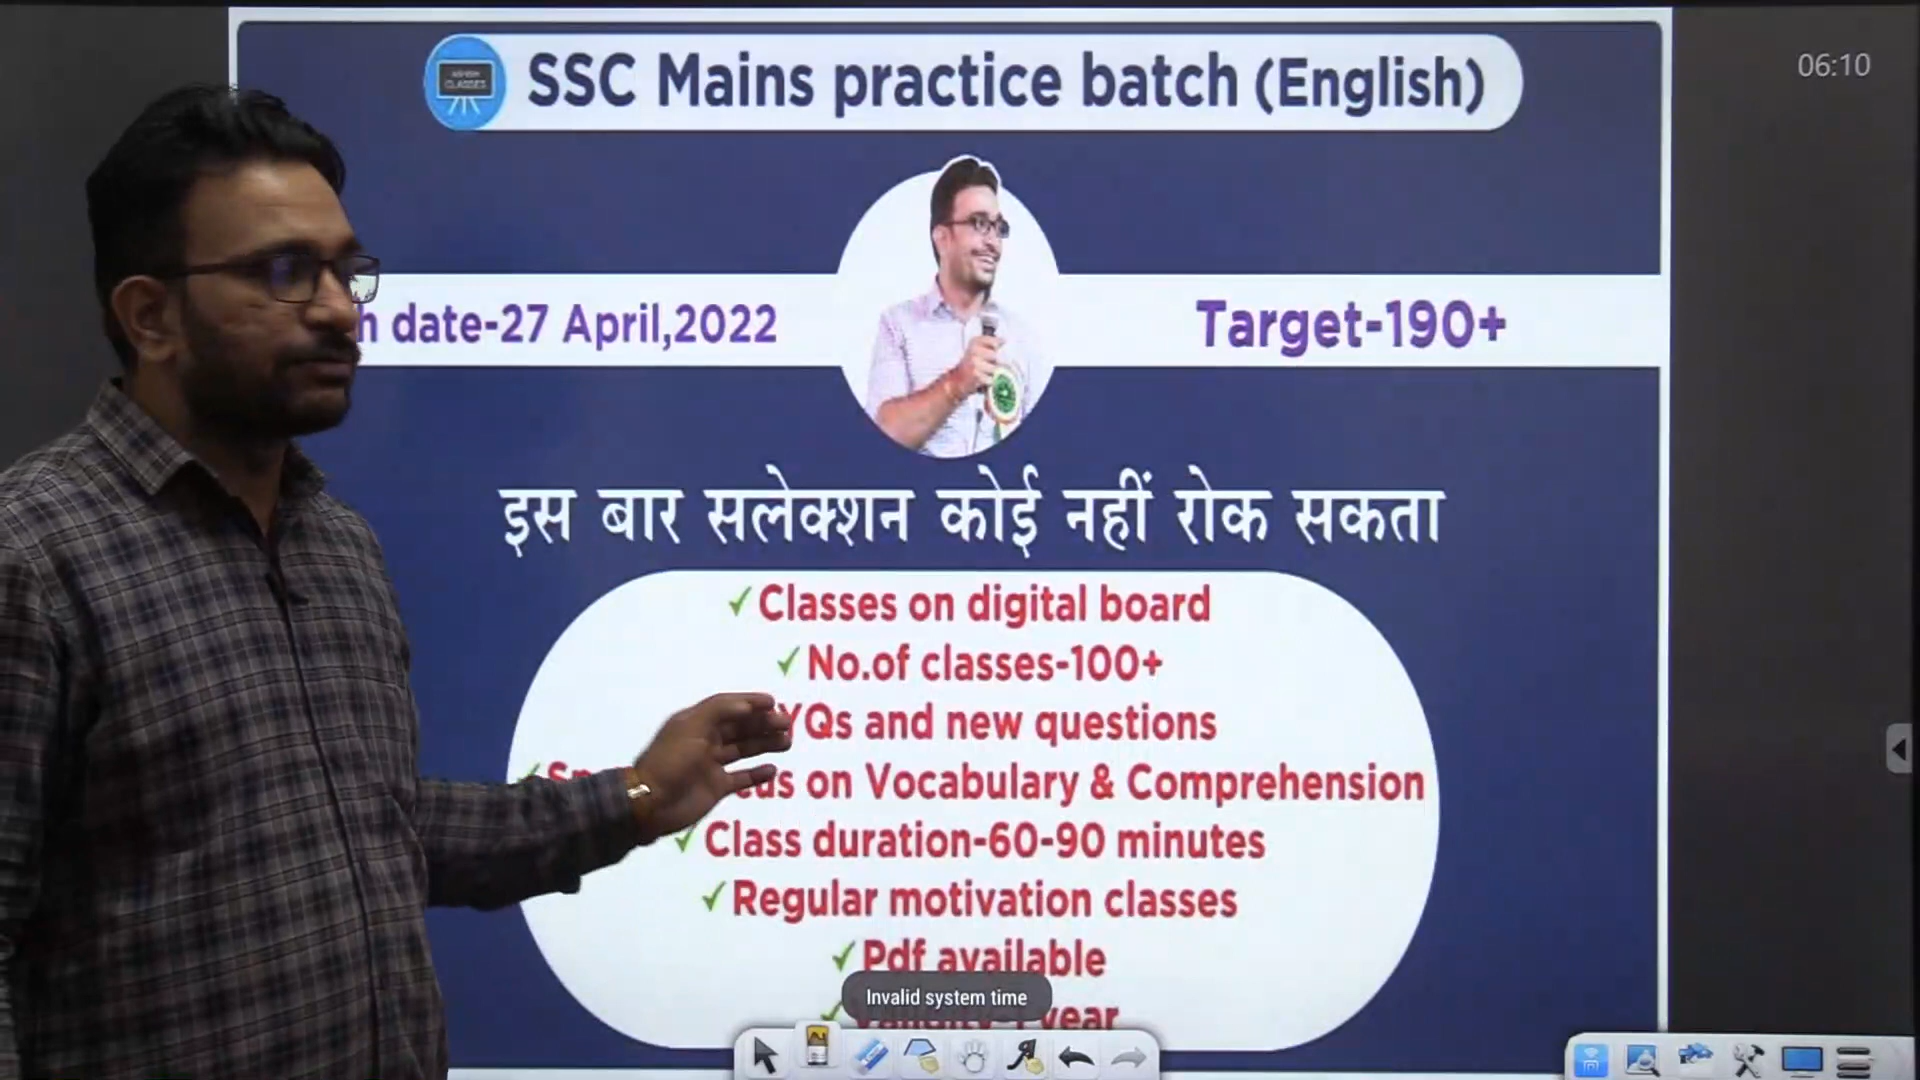 06:10
ASHISH
CLASSES
SSC Mains practice batch (English)
h date-27 April,2022
Target-190+
इस बार सलेक्शन कोई नहीं रोक सकता
✓Classes on digital board
✓No.of classes-100+
YQs and new questions
on Vocabulary & Comprehension
✓Class duration-60-90 minutes
✓Regular motivation classes
✓Pdf available
Invalid system time
year